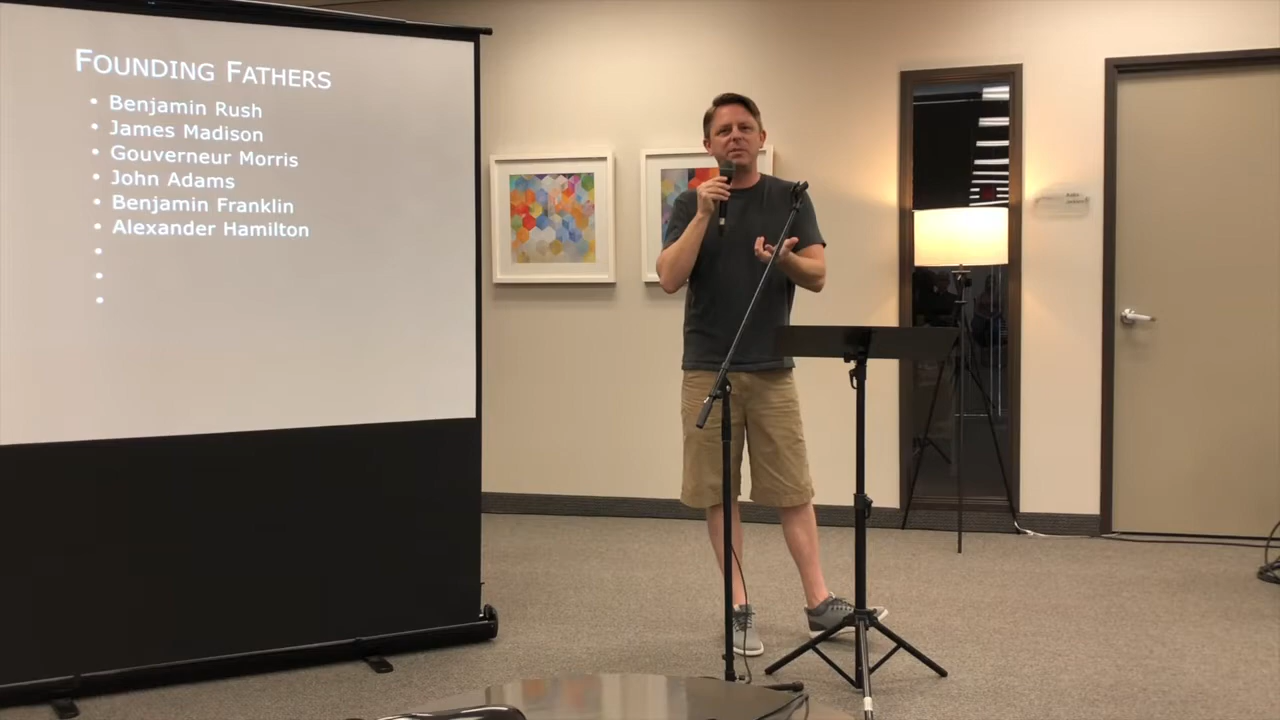 FOUNDING FATHERS
• Benjamin Rush
• James Madison
• Gouverneur Morris
• John Adams
• Benjamin Franklin
• Alexander Hamilton
•
•
•